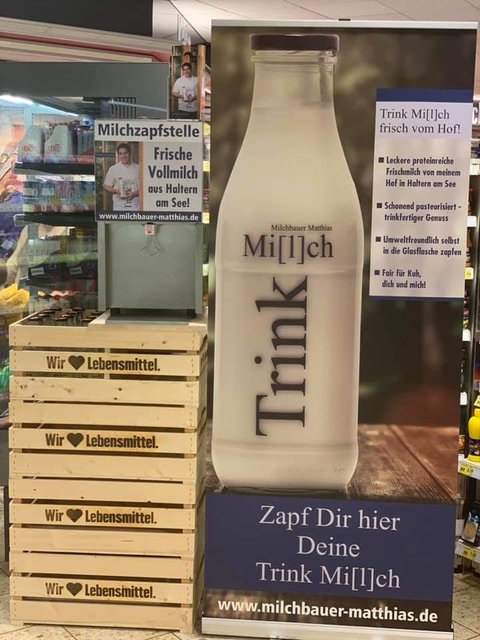 Milchzapfstelle
Frische
Vollmilch
aus Haltern
am See!
www.milchbauer-matthias.de
Wir Lebensmittel.
Wir Lebensmittel.
Wir Lebensmittel.
Wir Lebensmittel.
Milchbauer Matthias
Mi[l]ch
Trink
Trink Mi[l]ch
frisch vom Hof!
■ Leckere proteinreiche
Frischmilch von meinem
Hof in Haltern am See
■ Schonend pasteurisiert -
trinkfertiger Genuss
■ Umweltfreundlich selbst
in die Glasflasche zapfen
■ Fair für Kuh,
dich und mich!
Zapf Dir hier
Deine
Trink Mi[l]ch
www.milchbauer-matthias.de